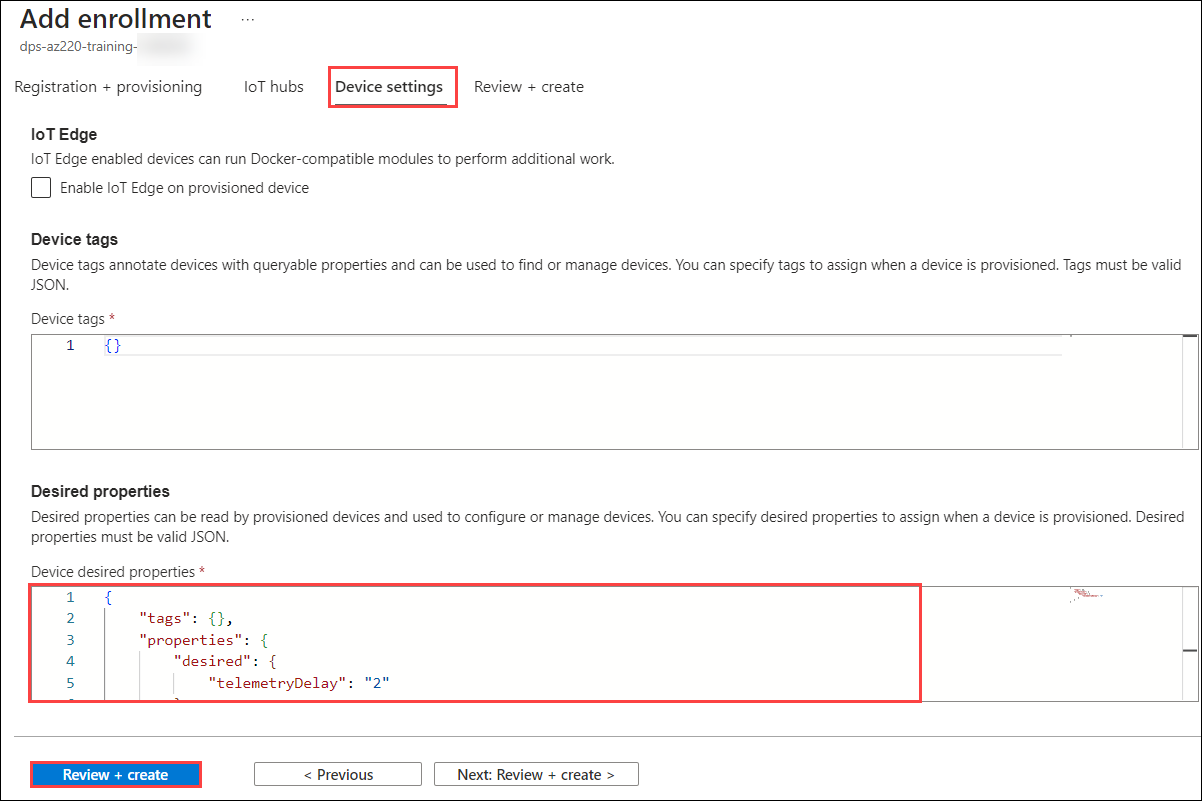 Add enrollment ...
dps-az220-training-
Registration + provisioning IoT hubs Device settings Review + create
IoT Edge
IoT Edge enabled devices can run Docker-compatible modules to perform additional work.
Enable IoT Edge on provisioned device
Device tags
Device tags annotate devices with queryable properties and can be used to find or manage devices. You can specify tags to assign when a device is provisioned. Tags must be valid
JSON.
Device tags *
1 {}
Desired properties
Desired properties can be read by provisioned devices and used to configure or manage devices. You can specify desired properties to assign when a device is provisioned. Desired
properties must be valid JSON.
Device desired properties *
1 {
2 "tags": {},
3 "properties": {
4 "desired": {
5 "telemetryDelay": "2"
Review + create < Previous Next: Review + create >